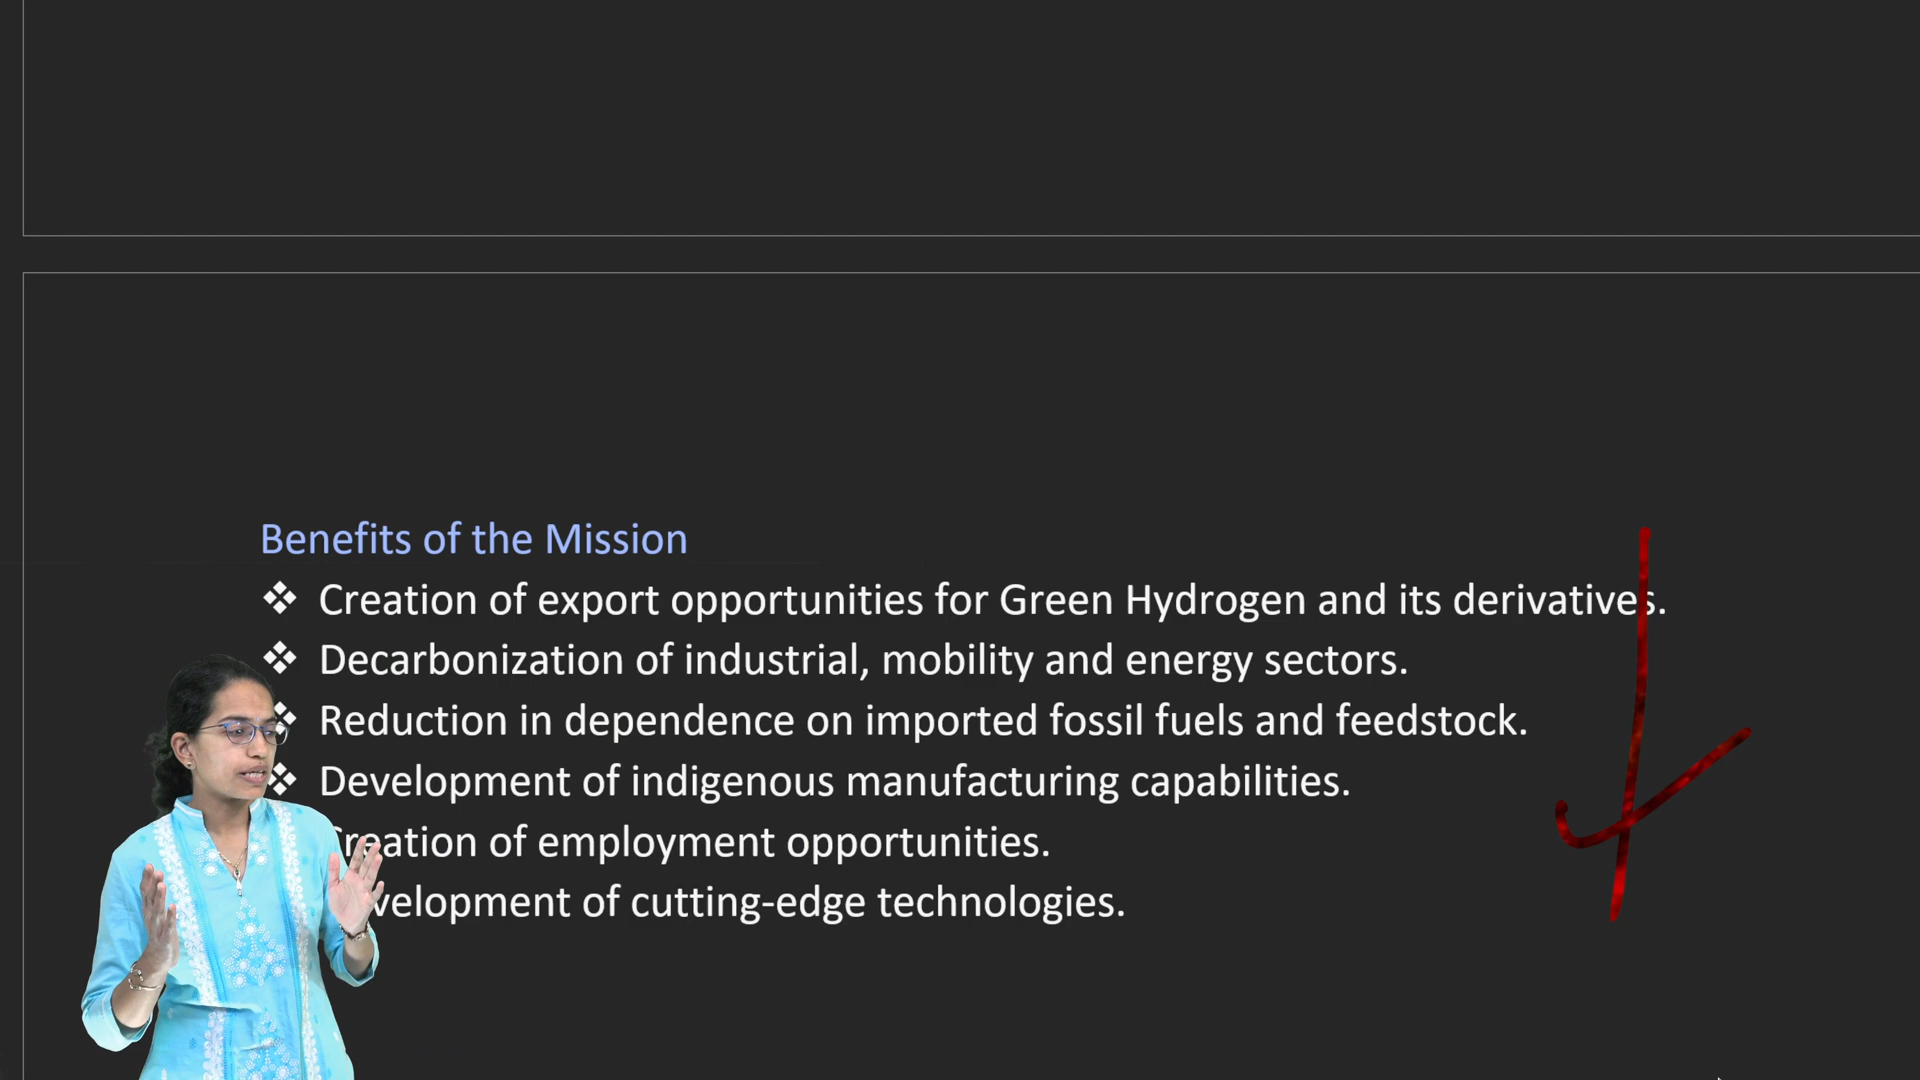 Benefits of the Mission
❖ Creation of export opportunities for Green Hydrogen and its derivatives.
❖ Decarbonization of industrial, mobility and energy sectors.
❖ Reduction in dependence on imported fossil fuels and feedstock.
❖ Development of indigenous manufacturing capabilities.
Creation of employment opportunities.
Development of cutting-edge technologies.